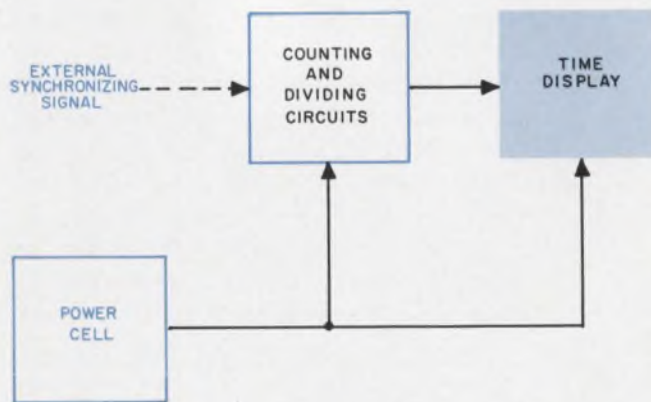 EXTERNAL
SYNCHRONIZING
SIGNAL
COUNTING
AND
DIVIDING
CIRCUITS
TIME
DISPLAY
POWER
CELL